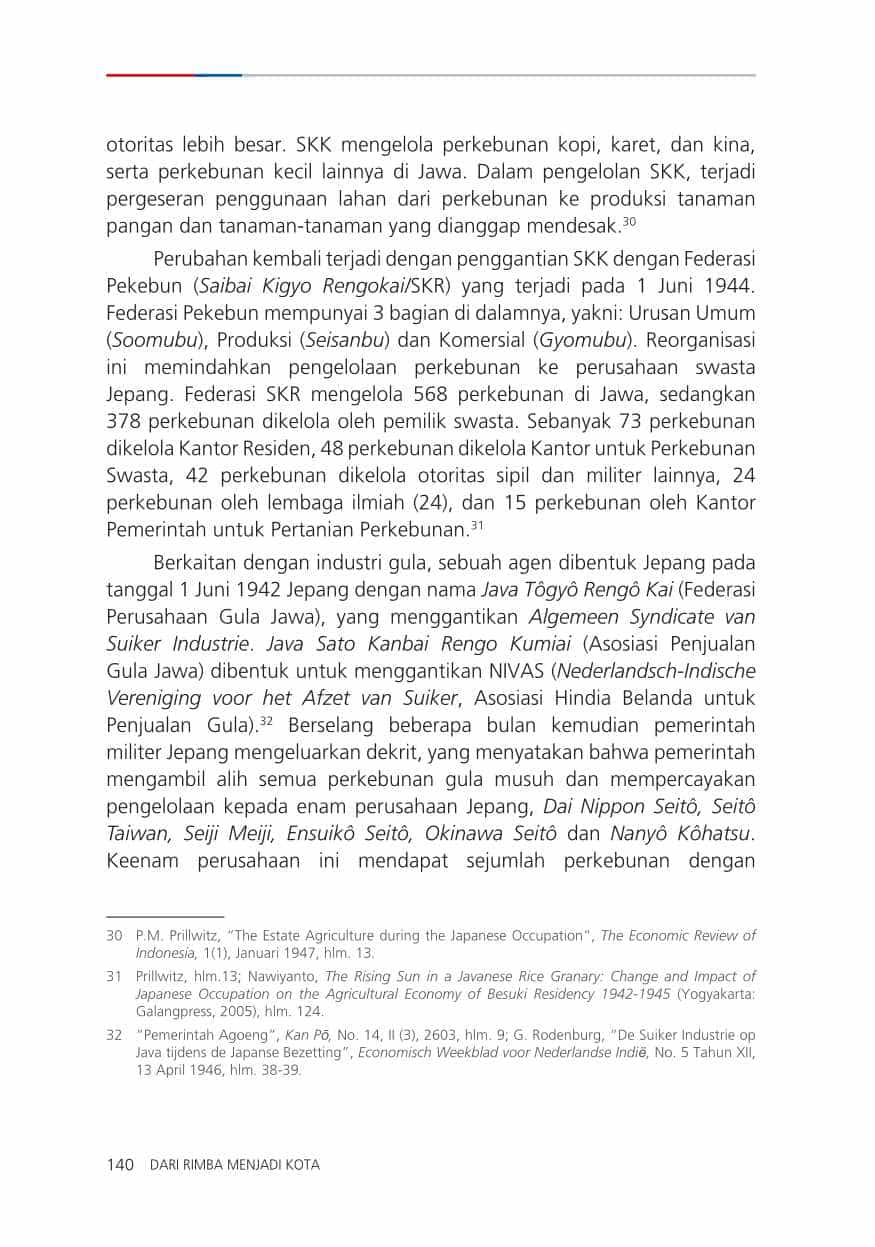 otoritas lebih besar. SKK mengelola perkebunan kopi, karet, dan kina,
serta perkebunan kecil lainnya di Jawa. Dalam pengelolan SKK, terjadi
pergeseran penggunaan lahan dari perkebunan ke produksi tanaman
pangan dan tanaman-tanaman yang dianggap mendesak.30
Perubahan kembali terjadi dengan penggantian SKK dengan Federasi
Pekebun (Saibai Kigyo Rengokai/SKR) yang terjadi pada 1 Juni 1944.
Federasi Pekebun mempunyai 3 bagian di dalamnya, yakni: Urusan Umum
(Soomubu), Produksi (Seisanbu) dan Komersial (Gyomubu). Reorganisasi
ini memindahkan pengelolaan perkebunan ke perusahaan swasta
Jepang. Federasi SKR mengelola 568 perkebunan di Jawa, sedangkan
378 perkebunan dikelola oleh pemilik swasta. Sebanyak 73 perkebunan
dikelola Kantor Residen, 48 perkebunan dikelola Kantor untuk Perkebunan
Swasta, 42 perkebunan dikelola otoritas sipil dan militer lainnya, 24
perkebunan oleh lembaga ilmiah (24), dan 15 perkebunan oleh Kantor
Pemerintah untuk Pertanian Perkebunan.31
Berkaitan dengan industri gula, sebuah agen dibentuk Jepang pada
tanggal 1 Juni 1942 Jepang dengan nama Java Tôgyô Rengô Kai (Federasi
Perusahaan Gula Jawa), yang menggantikan Algemeen Syndicate van
Suiker Industrie. Java Sato Kanbai Rengo Kumiai (Asosiasi Penjualan
Gula Jawa) dibentuk untuk menggantikan NIVAS (Nederlandsch-Indische
Vereniging voor het Afzet van Suiker, Asosiasi Hindia Belanda untuk
Penjualan Gula).32 Berselang beberapa bulan kemudian pemerintah
militer Jepang mengeluarkan dekrit, yang menyatakan bahwa pemerintah
mengambil alih semua perkebunan gula musuh dan mempercayakan
pengelolaan kepada enam perusahaan Jepang, Dai Nippon Seitô, Seitô
Taiwan, Seiji Meiji, Ensuikô Seitô, Okinawa Seitô dan Nanyô Kôhatsu.
Keenam perusahaan ini mendapat sejumlah perkebunan dengan
30 P.M. Prillwitz, “The Estate Agriculture during the Japanese Occupation”, The Economic Review of
Indonesia, 1(1), Januari 1947, hlm. 13.
31 Prillwitz, hlm.13; Nawiyanto, The Rising Sun in a Javanese Rice Granary: Change and Impact of
Japanese Occupation on the Agricultural Economy of Besuki Residency 1942-1945 (Yogyakarta:
Galangpress, 2005), hlm. 124.
32 “Pemerintah Agoeng”, Kan Pō, No. 14, II (3), 2603, hlm. 9; G. Rodenburg, “De Suiker Industrie op
Java tijdens de Japanse Bezetting”, Economisch Weekblad voor Nederlandse Indië, No. 5 Tahun XII,
13 April 1946, hlm. 38-39.
140 DARI RIMBA MENJADI KOTA